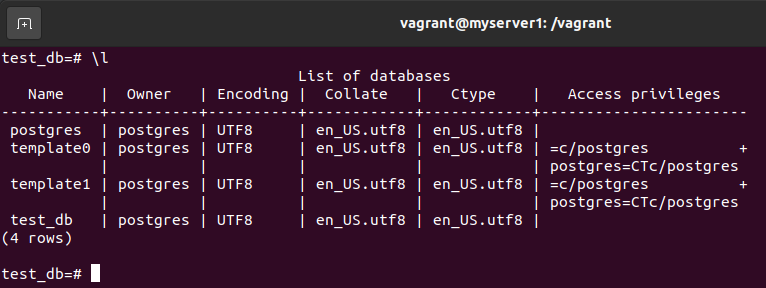 vagrant@myserver1: /vagrant
test_db=# \l
                                 List of databases
   Name    |  Owner   | Encoding |  Collate   |   Ctype    |   Access privileges
-----------+----------+----------+------------+------------+-----------------------
 postgres  | postgres | UTF8     | en_US.utf8 | en_US.utf8 |
 template0 | postgres | UTF8     | en_US.utf8 | en_US.utf8 | =c/postgres          +
           |          |          |            |            | postgres=CTc/postgres
 template1 | postgres | UTF8     | en_US.utf8 | en_US.utf8 | =c/postgres          +
           |          |          |            |            | postgres=CTc/postgres
 test_db   | postgres | UTF8     | en_US.utf8 | en_US.utf8 |
(4 rows)
test_db=#